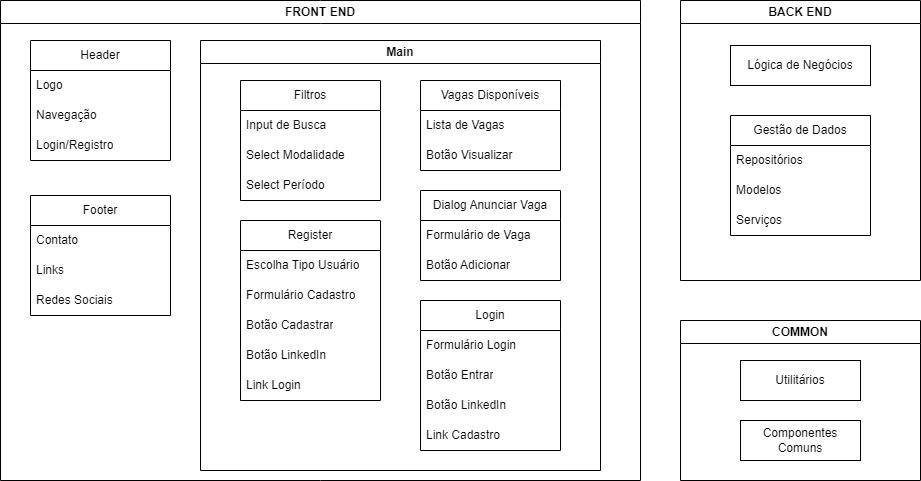 FRONT END
Header
Logo
Navegação
Login/Registro
Footer
Contato
Links
Redes Sociais
Main
Filtros
Input de Busca
Select Modalidade
Select Período
Register
Escolha Tipo Usuário
Formulário Cadastro
Botão Cadastrar
Botão LinkedIn
Link Login
Vagas Disponíveis
Lista de Vagas
Botão Visualizar
Dialog Anunciar Vaga
Formulário de Vaga
Botão Adicionar
Login
Formulário Login
Botão Entrar
Botão LinkedIn
Link Cadastro
BACK END
Lógica de Negócios
Gestão de Dados
Repositórios
Modelos
Serviços
COMMON
Utilitários
Componentes
Comuns